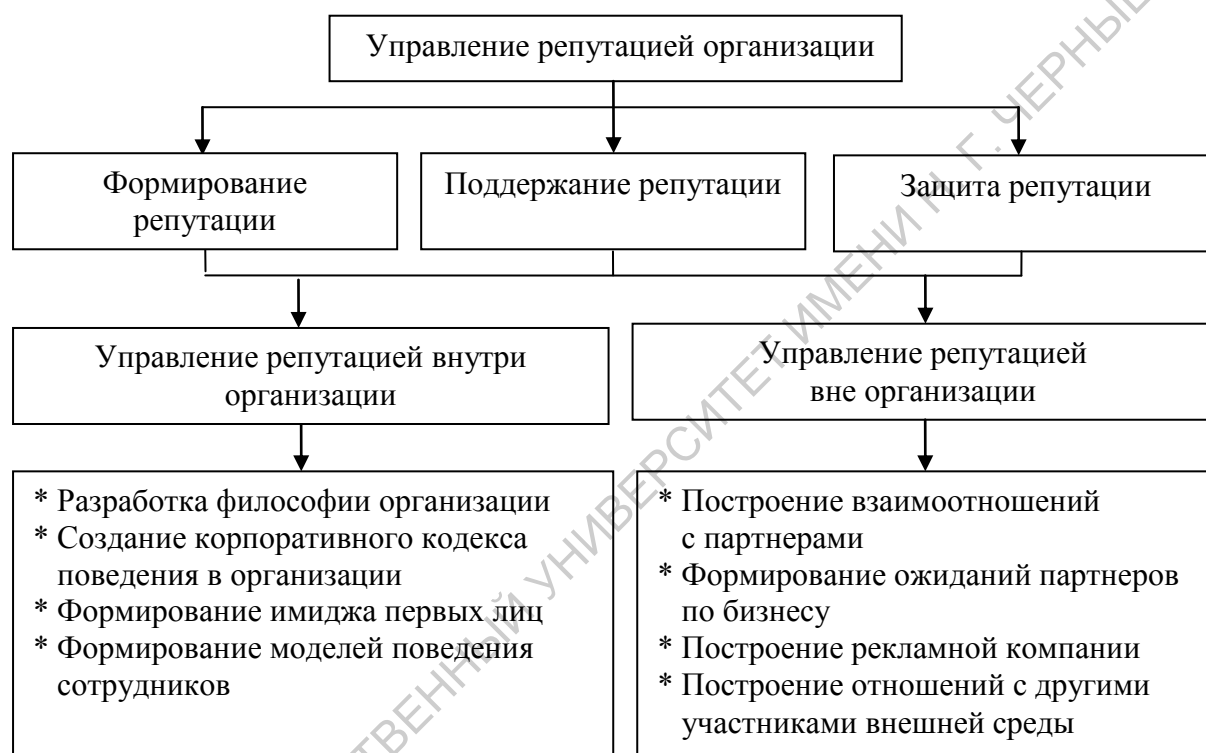 Управление репутацией организации
Формирование
репутации
Поддержание репутации
Защита репутации
Управление репутацией внутри
организации
Управление репутацией
вне организации
* Разработка философии организации
* Создание корпоративного кодекса
поведения в организации
* Формирование имиджа первых лиц
* Формирование моделей поведения
сотрудников
* Построение взаимоотношений
с партнерами
* Формирование ожиданий партнеров
по бизнесу
* Построение рекламной компании
* Построение отношений с другими
участниками внешней среды
УНИВЕРСИТЕТ ИМЕНИ Н. Г.